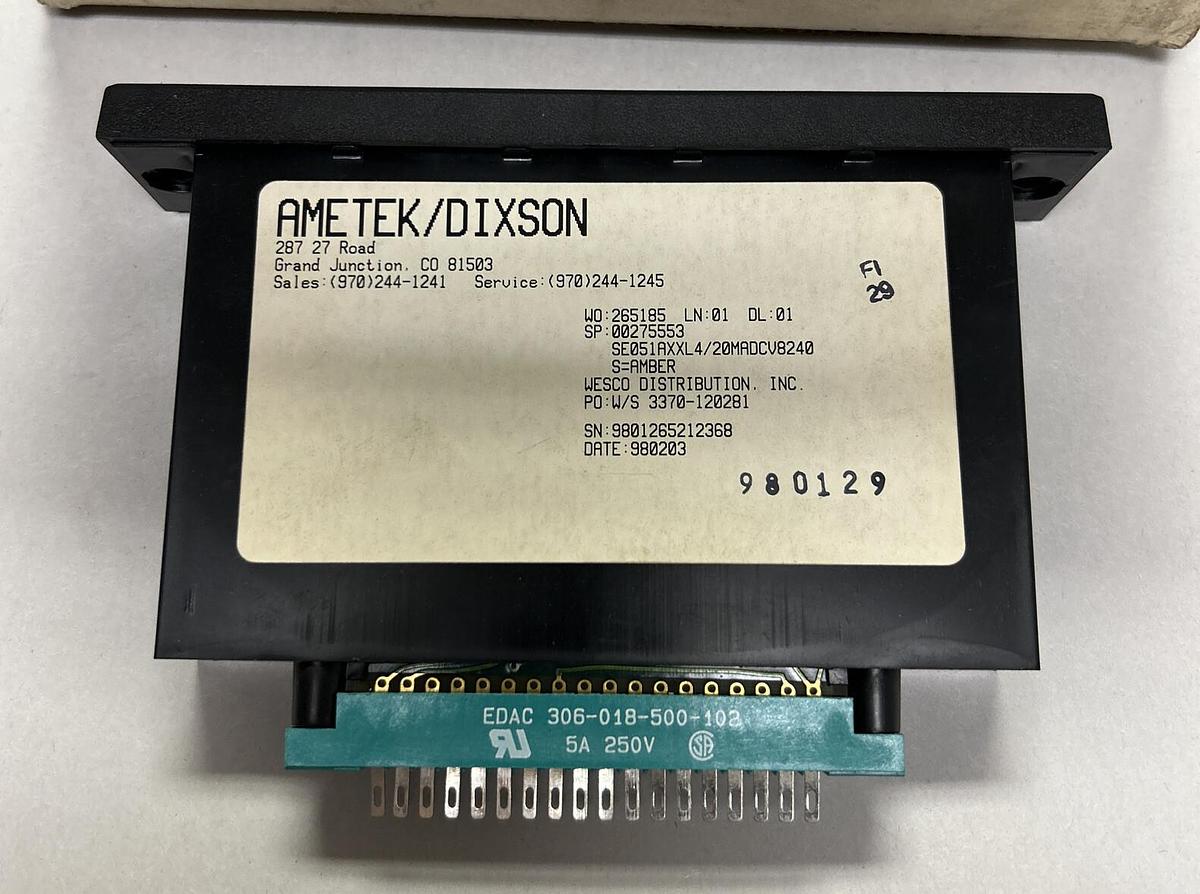 AMETEK/DIXSON
287 27 Road
Grand Junction, CO 81503
Sales:(970)244-1241 Service:(970)244-1245
FI
29
WO:265185 LN:01 DL:01
SP:00275553
SE051AXXL4/20MADCV8240
S=AMBER
WESCO DISTRIBUTION, INC.
PO:W/S 3370-120281
SN:9801265212368
DATE:980203
980129
EDAC 306-018-500-102
5A 250V